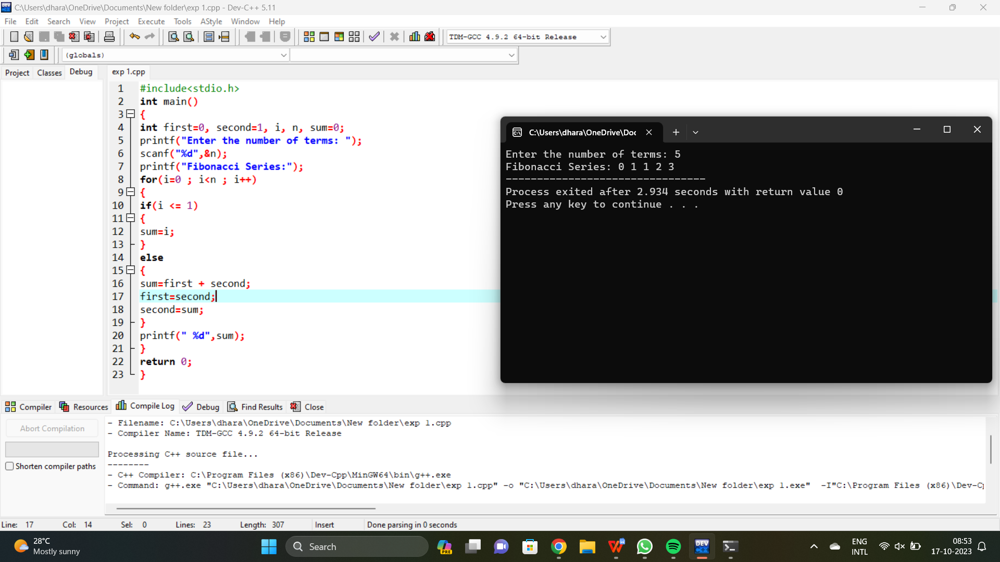 C:\Users\dhara\OneDrive\Documents\New folder\exp 1.cpp - Dev-C++ 5.11
File Edit Search View Project Execute Tools AStyle Window Help
TDM-GCC 4.9.2 64-bit Release
(globals)
Project Classes Debug exp 1.cpp
1 #include<stdio.h>
2 int main()
3 {
4 int first=0, second=1, i, n, sum=0;
5 printf("Enter the number of terms: ");
6 scanf("%d",&n);
7 printf("Fibonacci Series:");
8 for(i=0 ; i<n ; i++)
9 {
10 if(i <= 1)
11 {
12 sum=i;
13 }
14 else
15 {
16 sum=first + second;
17 first=second;
18 second=sum;
19 }
20 printf(" %d",sum);
21 }
22 return 0;
23 }
C:\Users\dhara\OneDrive\Doc
Enter the number of terms: 5
Fibonacci Series: 0 1 1 2 3
--------------------------------
Process exited after 2.934 seconds with return value 0
Press any key to continue . . .
Compiler Resources Compile Log Debug Find Results Close
Abort Compilation
Shorten compiler paths
- Filename: C:\Users\dhara\OneDrive\Documents\New folder\exp 1.cpp
- Compiler Name: TDM-GCC 4.9.2 64-bit Release
Processing C++ source file...
--------
- C++ Compiler: C:\Program Files (x86)\Dev-Cpp\MinGW64\bin\g++.exe
- Command: g++.exe "C:\Users\dhara\OneDrive\Documents\New folder\exp 1.cpp" -o "C:\Users\dhara\OneDrive\Documents\New folder\exp 1.exe" -I"C:\Program Files (x86)\Dev-C
Line: 17 Col: 14 Sel: 0 Lines: 23 Length: 307 Insert Done parsing in 0 seconds
28°C
Mostly sunny
Search
PRE
DEV
C++
ENG
INTL
08:53
17-10-2023